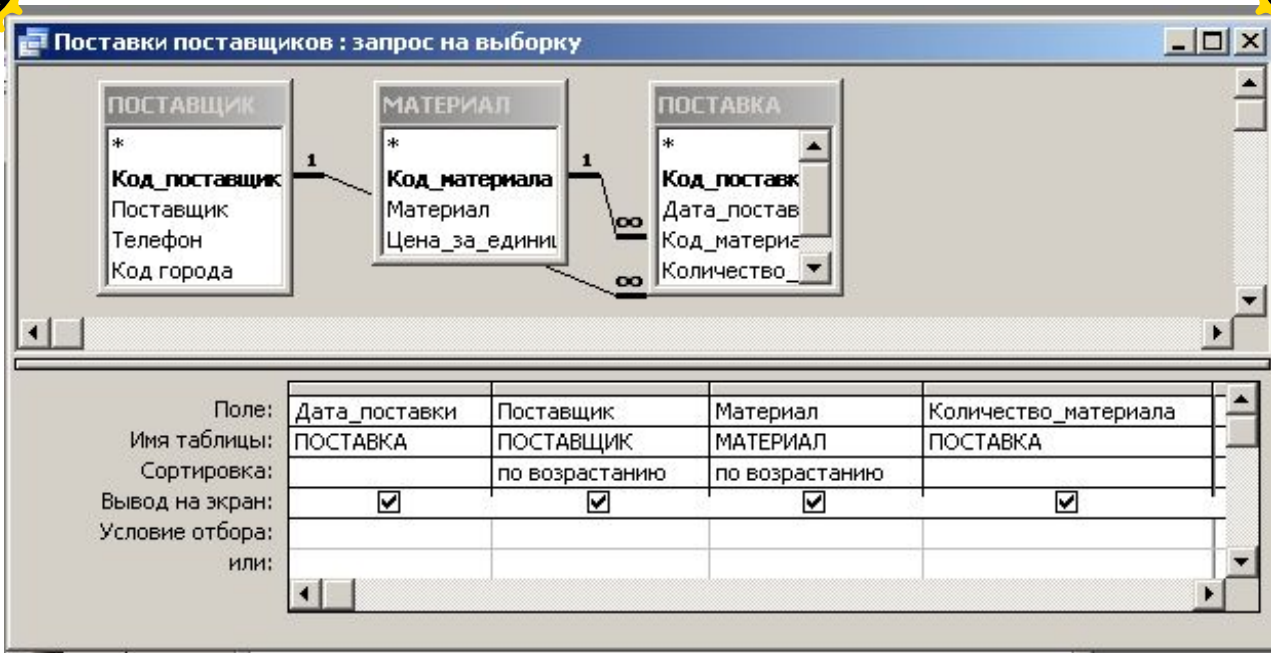 Поставки поставщиков : запрос на выборку
ПОСТАВЩИК
*
Код_поставщик
Поставщик
Телефон
Код города
1
МАТЕРИАЛ
*
Код_материала
Материал
Цена_за_едини
1
∞
∞
ПОСТАВКА
*
Код_поставк
Дата_постав
Код_материа
Количество_
Поле: Дата_поставки Поставщик Материал Количество_материала
Имя таблицы: ПОСТАВКА ПОСТАВЩИК МАТЕРИАЛ ПОСТАВКА
Сортировка: по возрастанию по возрастанию
Вывод на экран:
Условие отбора:
или: